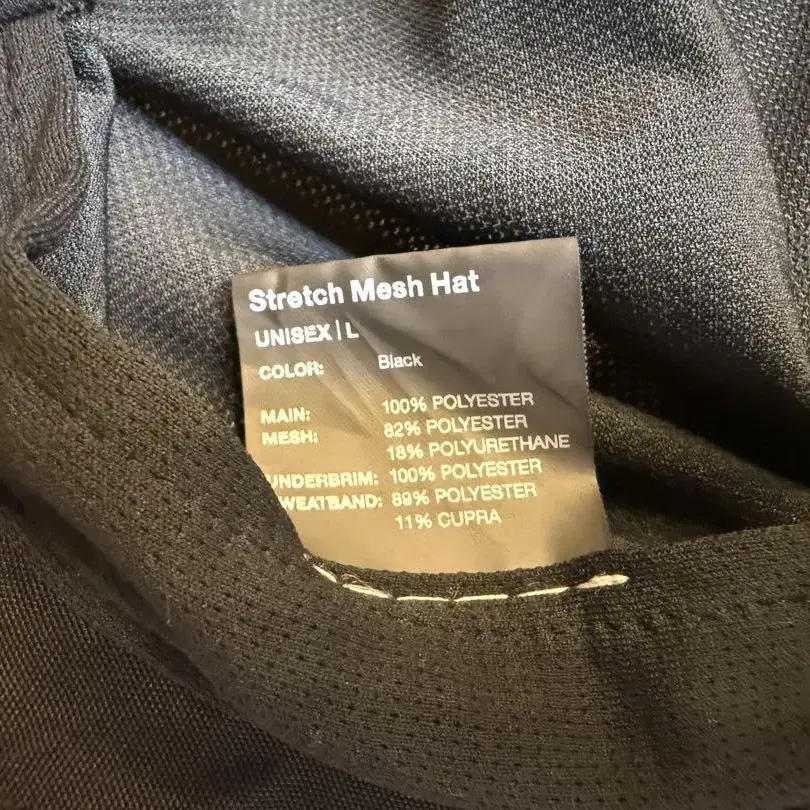 Stretch Mesh Hat
UNISEX | L
COLOR: Black
MAIN: 100% POLYESTER
MESH: 82% POLYESTER
18% POLYURETHANE
UNDERBRIM: 100% POLYESTER
SWEATBAND: 89% POLYESTER
11% CUPRA